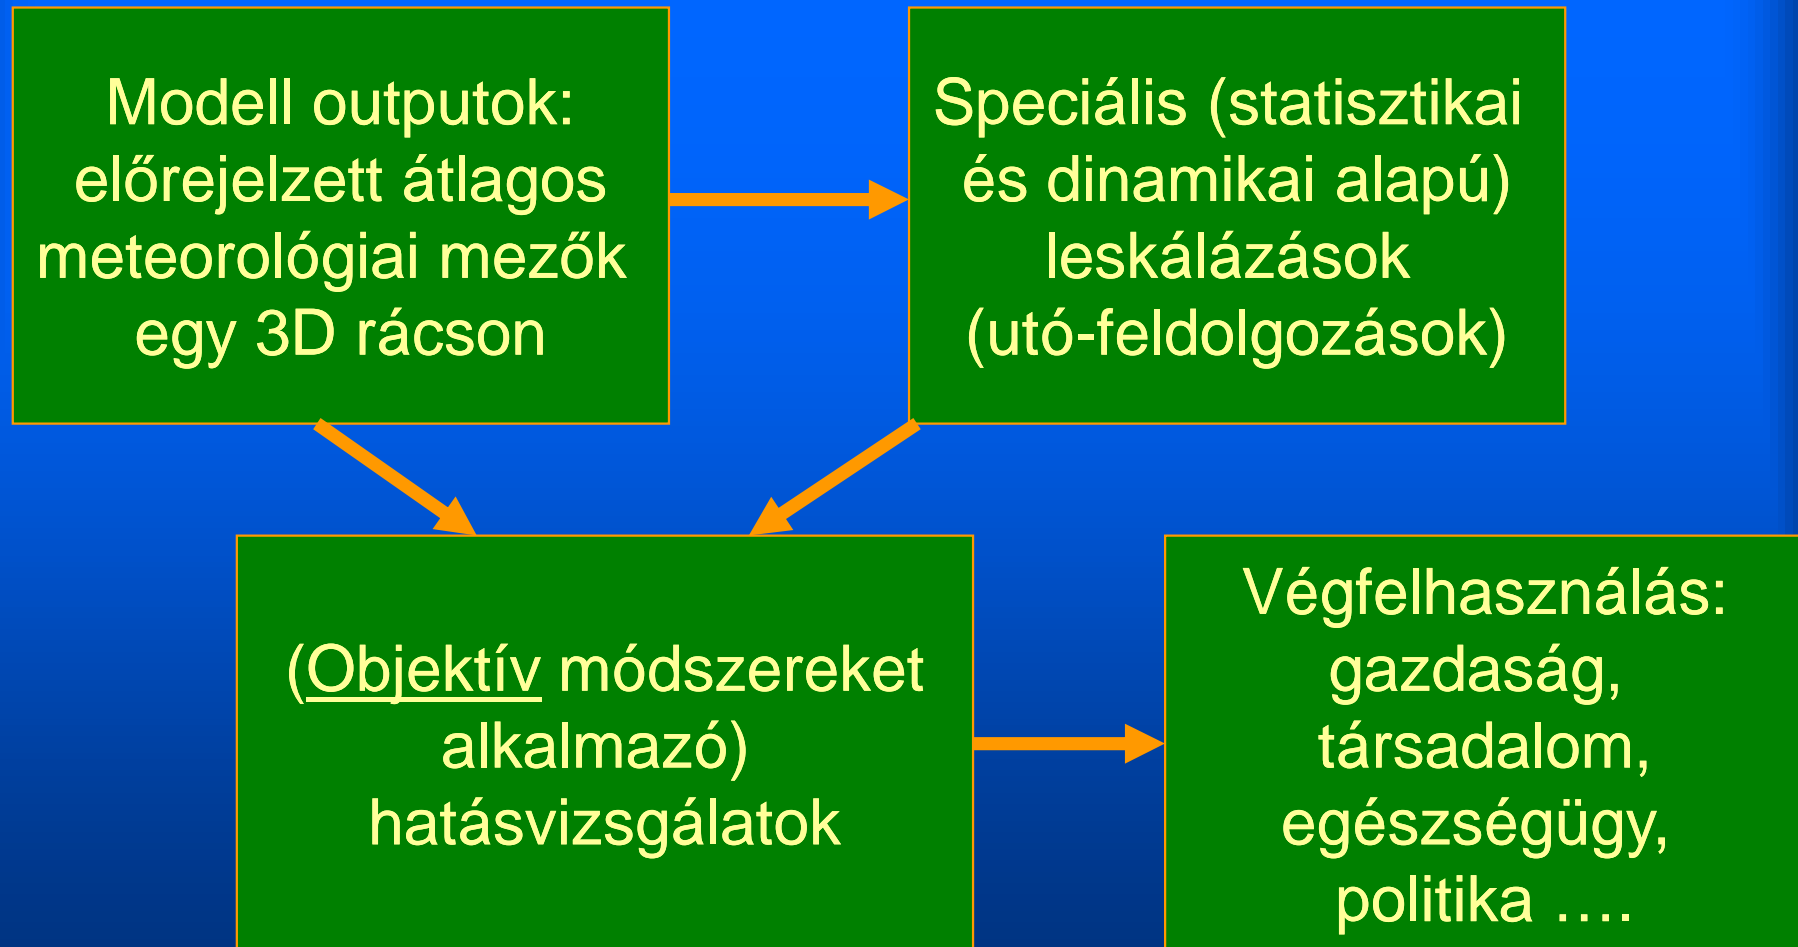 Modell outputok:
előrejelzett átlagos
meteorológiai mezők
egy 3D rácson
Speciális (statisztikai
és dinamikai alapú)
leskálázások
(utó-feldolgozások)
(Objektív módszereket
alkalmazó)
hatásvizsgálatok
Végfelhasználás:
gazdaság,
társadalom,
egészségügy,
politika ….